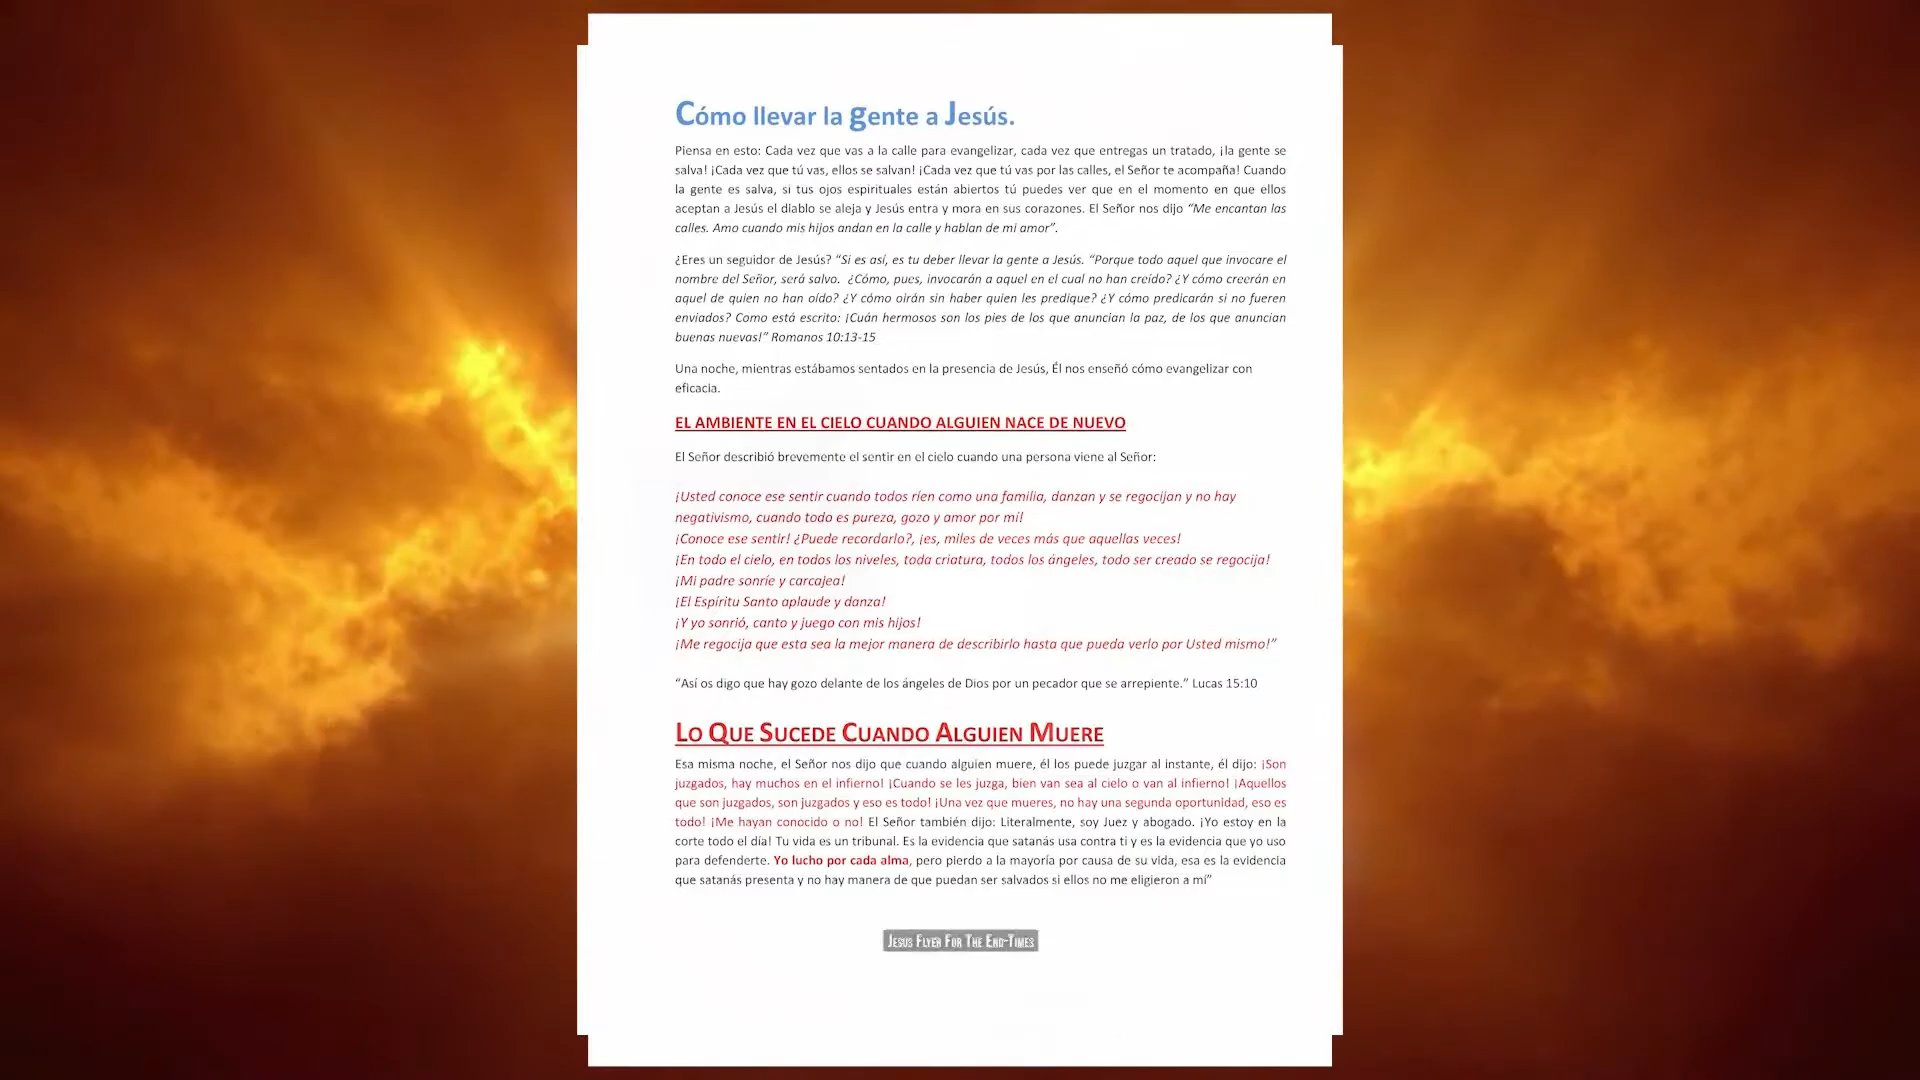 Cómo llevar la gente a Jesús.
Piensa en esto: Cada vez que vas a la calle para evangelizar, cada vez que entregas un tratado, ¡la gente se
salva! ¡Cada vez que tú vas, ellos se salvan! ¡Cada vez que tú vas por las calles, el Señor te acompaña! Cuando
la gente es salva, si tus ojos espirituales están abiertos tú puedes ver que en el momento en que ellos
aceptan a Jesús el diablo se aleja y Jesús entra y mora en sus corazones. El Señor nos dijo “Me encantan las
calles. Amo cuando mis hijos andan en la calle y hablan de mi amor”.
¿Eres un seguidor de Jesús? “Si es así, es tu deber llevar la gente a Jesús. “Porque todo aquel que invocare el
nombre del Señor, será salvo. ¿Cómo, pues, invocarán a aquel en el cual no han creído? ¿Y cómo creerán en
aquel de quien no han oído? ¿Y cómo oirán sin haber quien les predique? ¿Y cómo predicarán si no fueren
enviados? Como está escrito: ¡Cuán hermosos son los pies de los que anuncian la paz, de los que anuncian
buenas nuevas!” Romanos 10:13-15
Una noche, mientras estábamos sentados en la presencia de Jesús, Él nos enseñó cómo evangelizar con
eficacia.
EL AMBIENTE EN EL CIELO CUANDO ALGUIEN NACE DE NUEVO
El Señor describió brevemente el sentir en el cielo cuando una persona viene al Señor:
¡Usted conoce ese sentir cuando todos ríen como una familia, danzan y se regocijan y no hay
negativismo, cuando todo es pureza, gozo y amor por mí!
¡Conoce ese sentir! ¿Puede recordarlo?, ¡es, miles de veces más que aquellas veces!
¡En todo el cielo, en todos los niveles, toda criatura, todos los ángeles, todo ser creado se regocija!
¡Mi padre sonríe y carcajea!
¡El Espíritu Santo aplaude y danza!
¡Y yo sonrió, canto y juego con mis hijos!
¡Me regocija que esta sea la mejor manera de describirlo hasta que pueda verlo por Usted mismo!”
“Así os digo que hay gozo delante de los ángeles de Dios por un pecador que se arrepiente.” Lucas 15:10
LO QUE SUCEDE CUANDO ALGUIEN MUERE
Esa misma noche, el Señor nos dijo que cuando alguien muere, él los puede juzgar al instante, él dijo: ¡Son
juzgados, hay muchos en el infierno! ¡Cuando se les juzga, bien van sea al cielo o van al infierno! ¡Aquellos
que son juzgados, son juzgados y eso es todo! ¡Una vez que mueres, no hay una segunda oportunidad, eso es
todo! ¡Me hayan conocido o no! El Señor también dijo: Literalmente, soy Juez y abogado. ¡Yo estoy en la
corte todo el día! Tu vida es un tribunal. Es la evidencia que satanás usa contra ti y es la evidencia que yo uso
para defenderte. Yo lucho por cada alma, pero pierdo a la mayoría por causa de su vida, esa es la evidencia
que satanás presenta y no hay manera de que puedan ser salvados si ellos no me eligieron a mí”
JESUS FLYER FOR THE END-TIMES